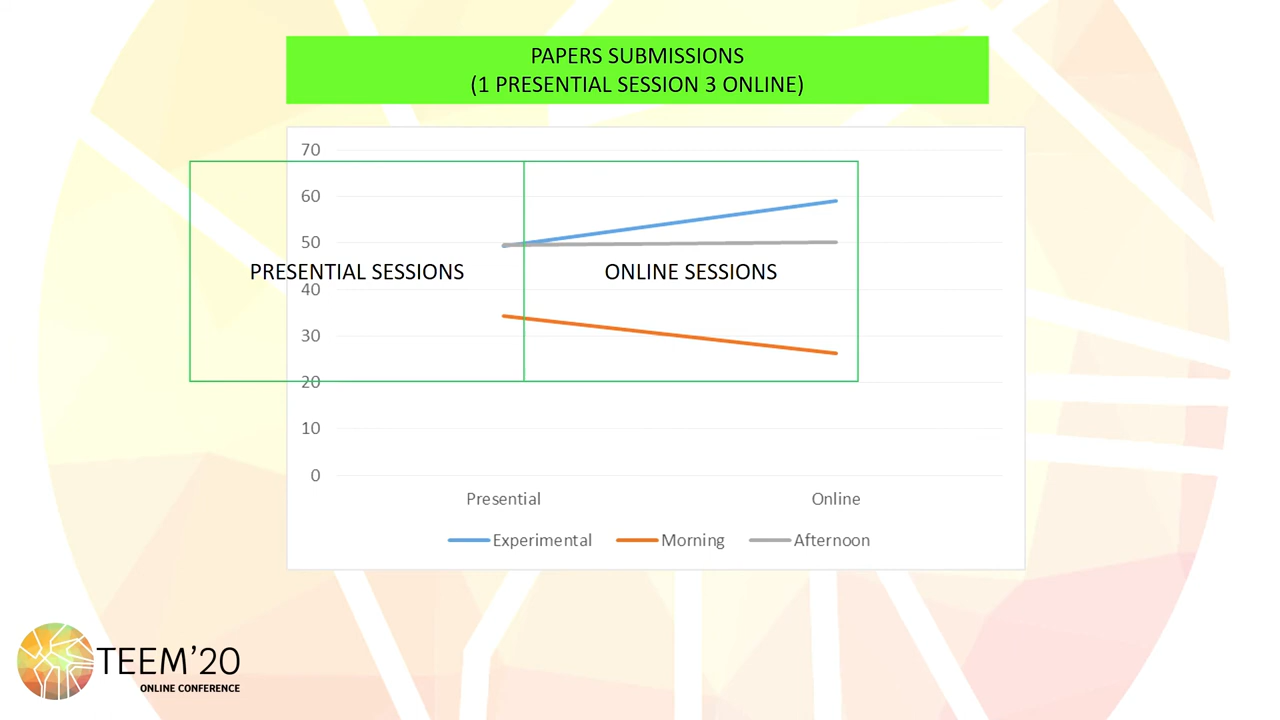 PAPERS SUBMISSIONS
(1 PRESENTIAL SESSION 3 ONLINE)
70
60
50
PRESENTIAL SESSIONS
ONLINE SESSIONS
40
30
20
10
0
Presential
Online
Experimental
Morning
Afternoon
TEEM'20
ONLINE CONFERENCE